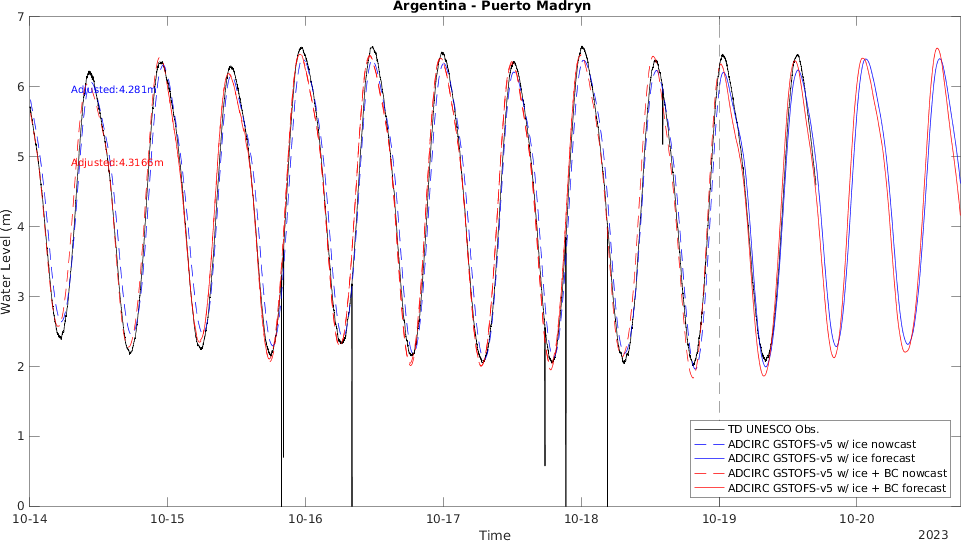 Argentina - Puerto Madryn
7
6
5
4
3
2
1
0
Water Level (m)
Adjusted:4.281m
Adjusted:4.3165m
TD UNESCO Obs.
ADCIRC GSTOFS-v5 w/ ice nowcast
ADCIRC GSTOFS-v5 w/ ice forecast
ADCIRC GSTOFS-v5 w/ ice + BC nowcast
ADCIRC GSTOFS-v5 w/ ice + BC forecast
10-14 10-15 10-16 10-17 10-18 10-19 10-20
Time
2023